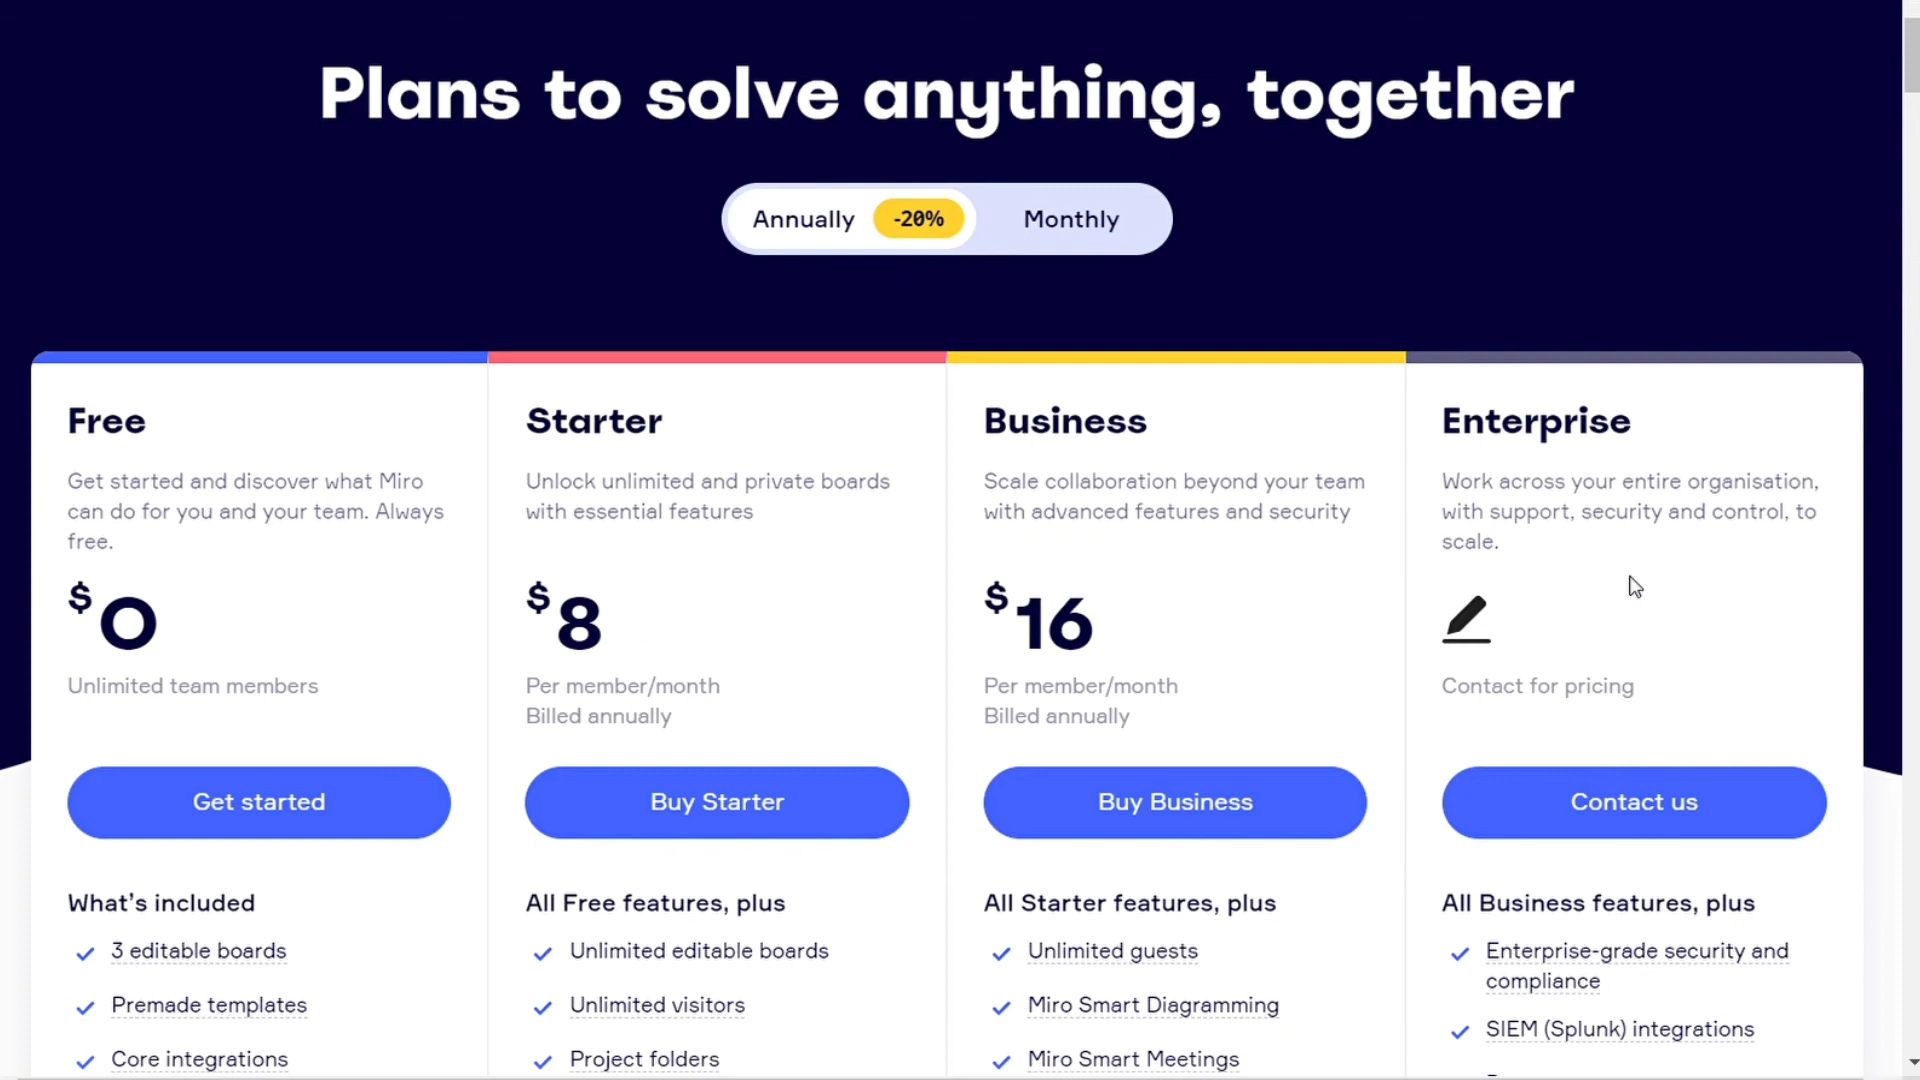 Plans to solve anything, together
Annually -20% Monthly
Free
Get started and discover what Miro
can do for you and your team. Always
free.
$0
Unlimited team members
Get started
What's included
3 editable boards
Premade templates
Core integrations
Starter
Unlock unlimited and private boards
with essential features
$8
Per member/month
Billed annually
Buy Starter
All Free features, plus
Unlimited editable boards
Unlimited visitors
Project folders
Business
Scale collaboration beyond your team
with advanced features and security
$16
Per member/month
Billed annually
Buy Business
All Starter features, plus
Unlimited guests
Miro Smart Diagramming
Miro Smart Meetings
Enterprise
Work across your entire organisation,
with support, security and control, to
scale.
Contact for pricing
Contact us
All Business features, plus
Enterprise-grade security and
compliance
SIEM (Splunk) integrations